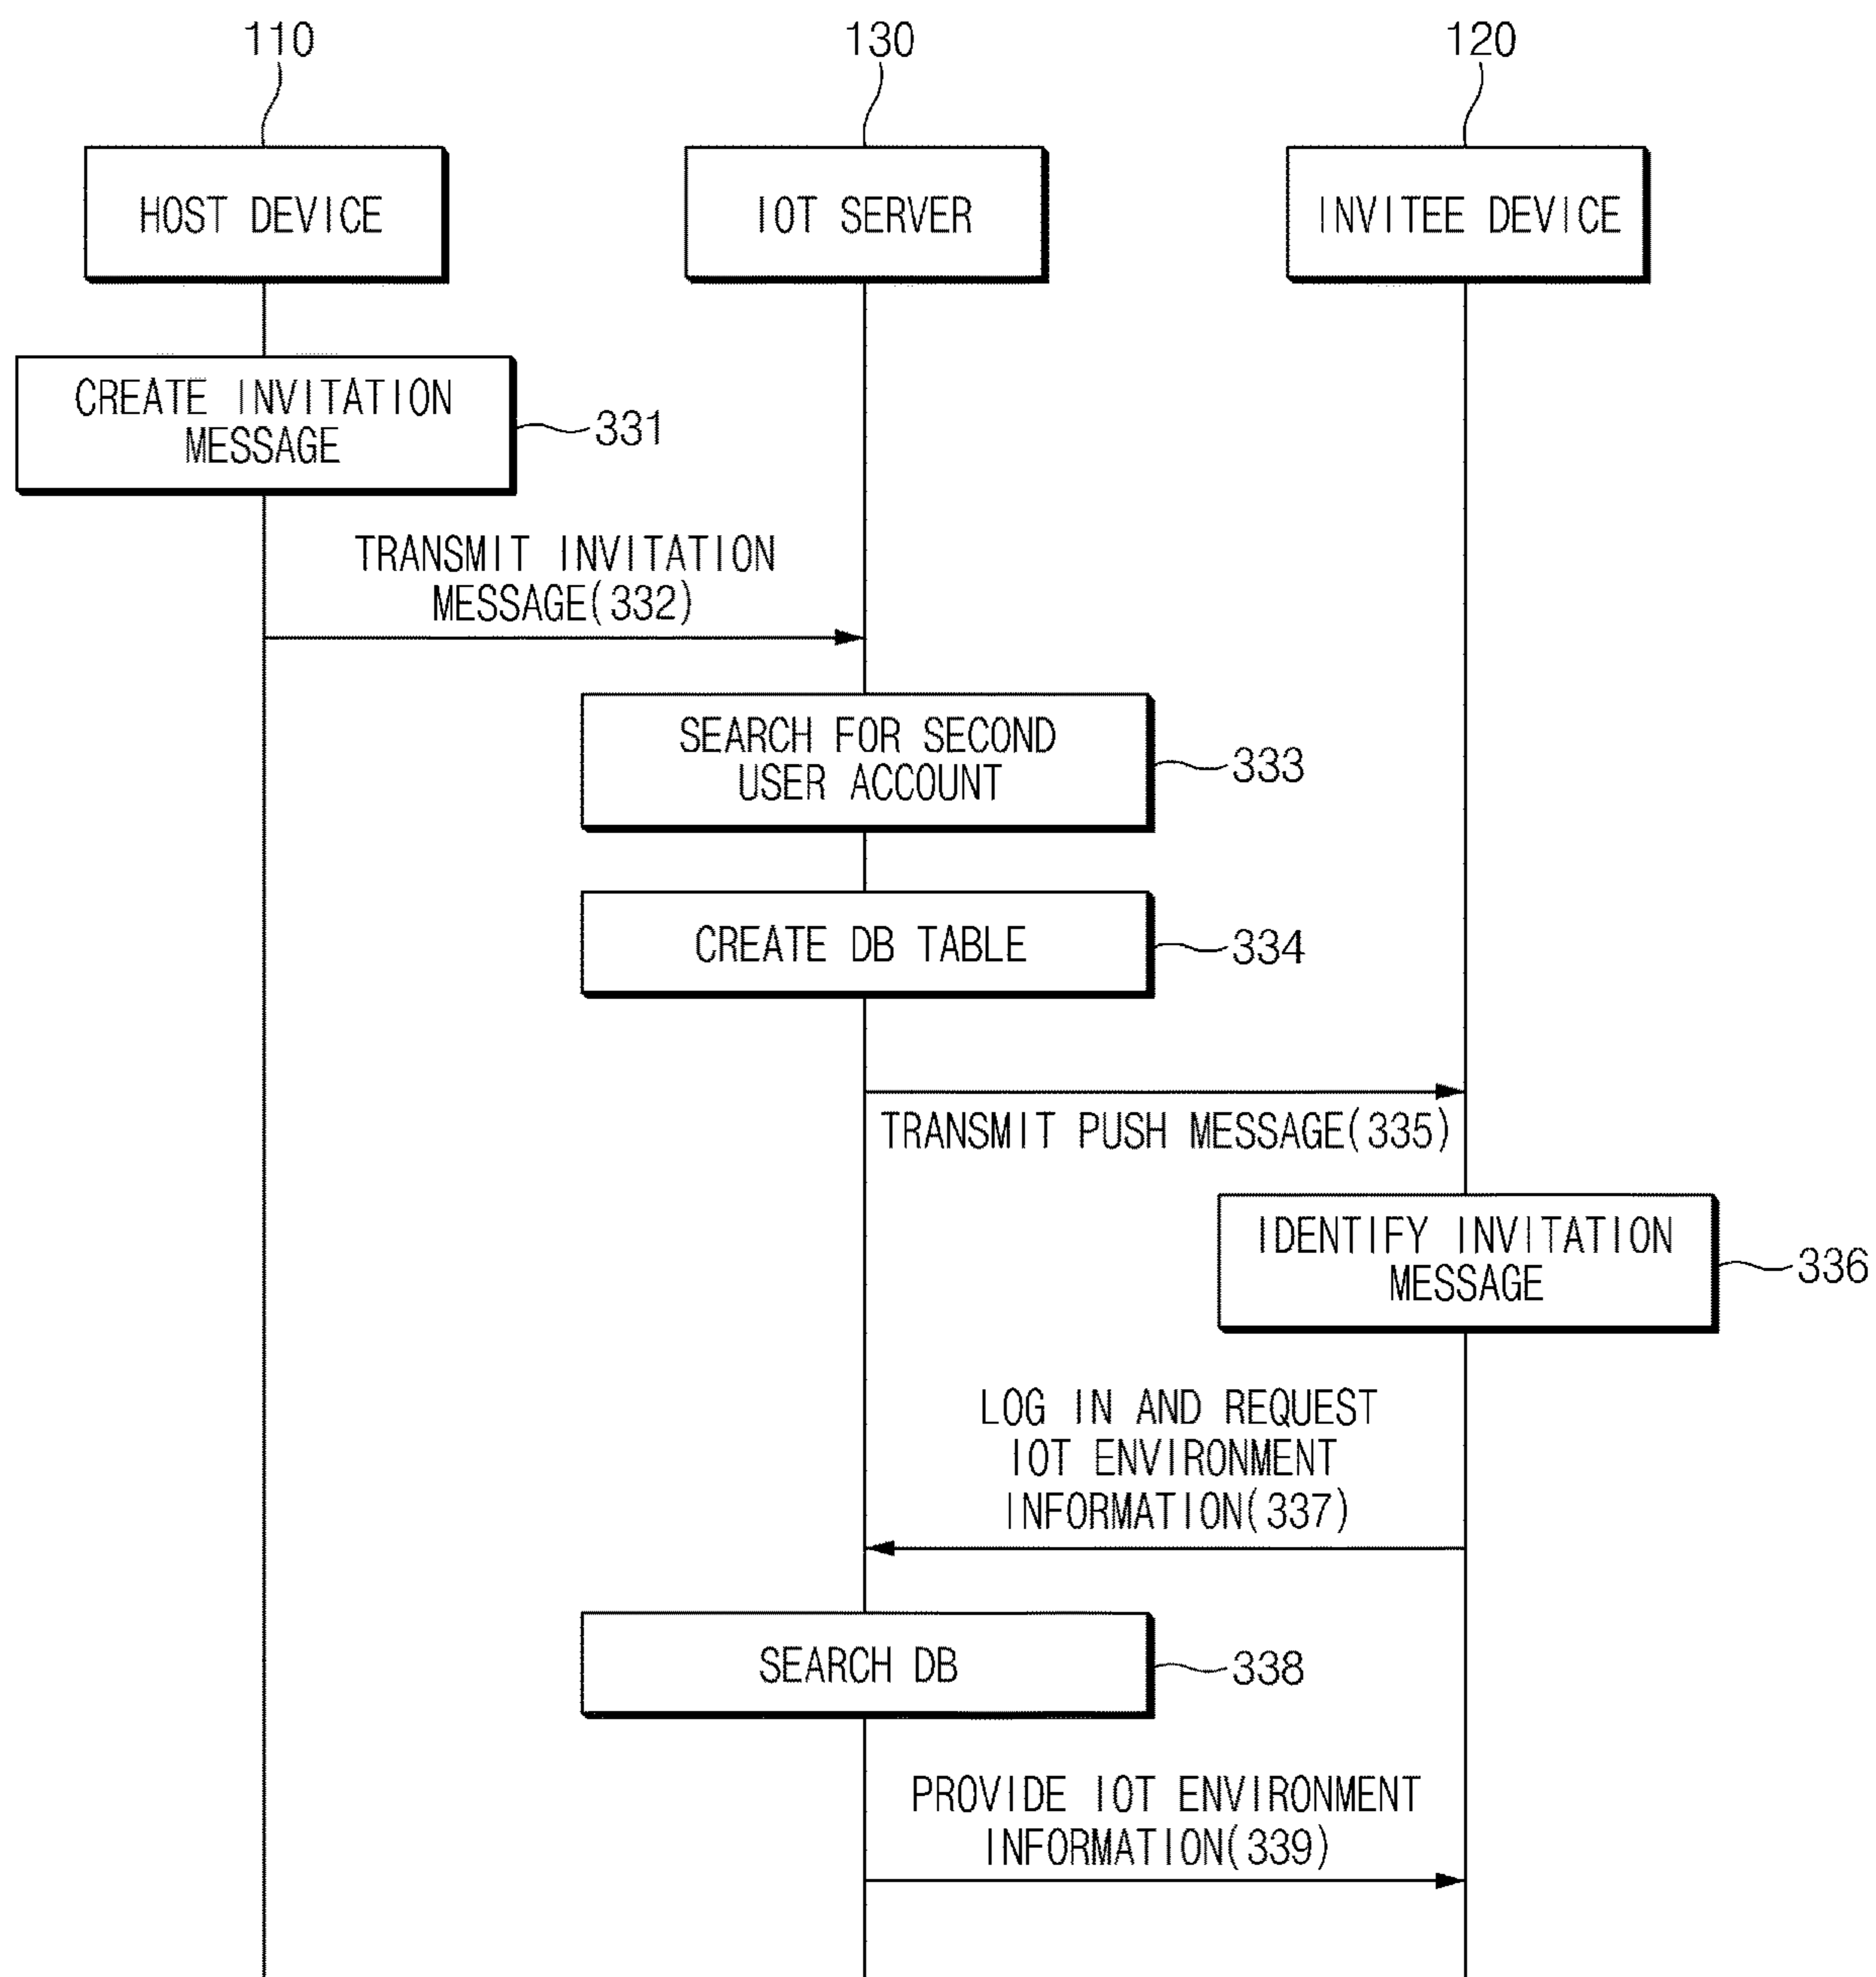 110
130
120
HOST DEVICE
IOT SERVER
INVITEE DEVICE
CREATE INVITATION
MESSAGE
331
TRANSMIT INVITATION
MESSAGE(332)
SEARCH FOR SECOND
USER ACCOUNT
333
CREATE DB TABLE
334
TRANSMIT PUSH MESSAGE(335)
IDENTIFY INVITATION
MESSAGE
336
LOG IN AND REQUEST
IOT ENVIRONMENT
INFORMATION(337)
SEARCH DB
338
PROVIDE IOT ENVIRONMENT
INFORMATION(339)